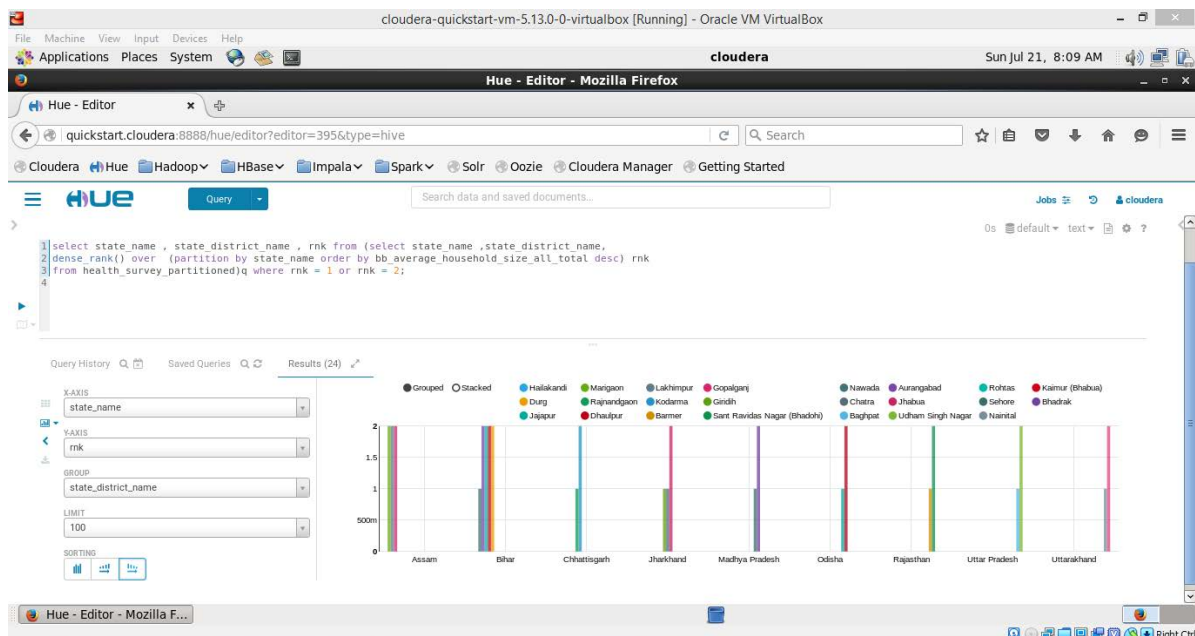 cloudera-quickstart-vm-5.13.0-0-virtualbox [Running] - Oracle VM VirtualBox
File Machine View Input Devices Help
Applications Places System cloudera Sun Jul 21, 8:09 AM
Hue - Editor - Mozilla Firefox
Hue - Editor
quickstart.cloudera:8888/hue/editor?editor=395&type=hive Search
Cloudera Hue Hadoop HBase Impala Spark Solr Oozie Cloudera Manager Getting Started
HUE Query Search data and saved documents... Jobs cloudera
0s default text ?
1 select state_name , state_district_name , rnk from (select state_name ,state_district_name,
2 dense_rank() over (partition by state_name order by bb_average_household_size_all_total desc) rnk
3 from health_survey_partitioned)q where rnk = 1 or rnk = 2;
4
Query History Saved Queries Results (24)
X-AXIS
state_name
Y-AXIS
rnk
GROUP
state_district_name
LIMIT
100
SORTING
Grouped Stacked Hailakandi Marigaon Lakhimpur Gopalganj Nawada Aurangabad Rohtas Kaimur (Bhabua)
Durg Rajnandgaon Kodarma Giridih Chatra Jhabua Sehore Bhadrak
Jajapur Dhaulpur Barmer Sant Ravidas Nagar (Bhadohi) Baghpat Udham Singh Nagar Nainital
2
1.5
1
500m
0
Assam Bihar Chhattisgarh Jharkhand Madhya Pradesh Odisha Rajasthan Uttar Pradesh Uttarakhand
Hue - Editor - Mozilla F...
Right Ctrl